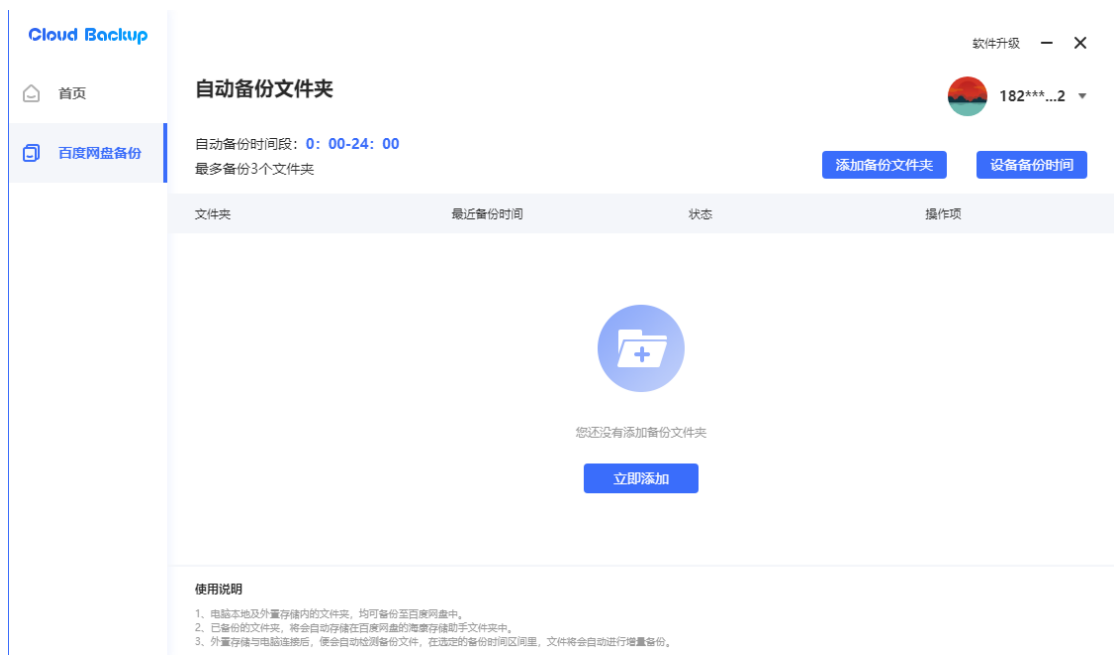 Cloud Backup
软件升级
首页
自动备份文件夹
182***...2
百度网盘备份
自动备份时间段：0：00-24：00
最多备份3个文件夹
添加备份文件夹
设备备份时间
文件夹 最近备份时间 状态 操作项
您还没有添加备份文件夹
立即添加
使用说明
1、电脑本地及外置存储内的文件夹，均可备份至百度网盘中。
2、已备份的文件夹，将会自动存储在百度网盘的海康存储助手文件夹中。
3、外置存储与电脑连接后，便会自动检测备份文件，在选定的备份时间区间里，文件将会自动进行增量备份。